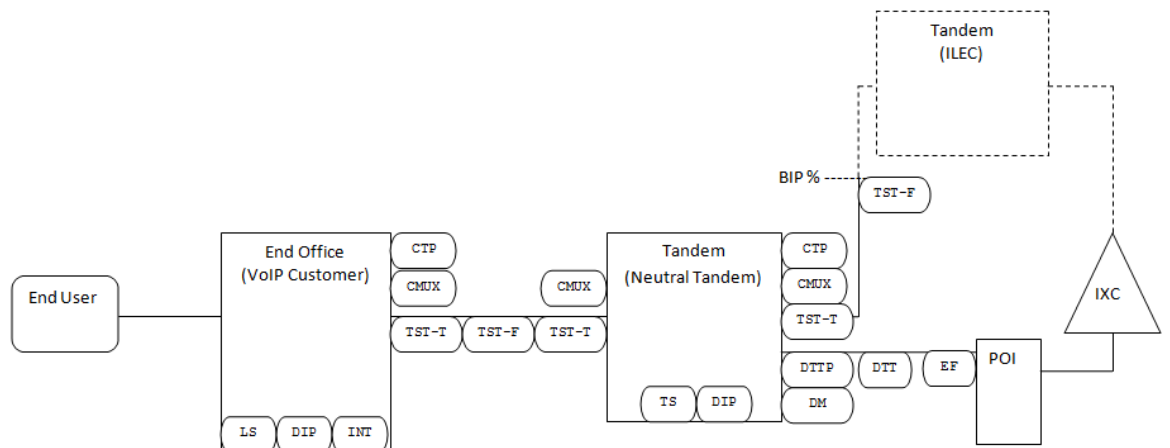 Tandem
(ILEC)
BIP %
TST-F
End Office
(VoIP Customer)
CTP
CMUX
CMUX
Tandem
(Neutral Tandem)
CTP
CMUX
TST-T
End User
IXC
TST-T
TST-F
TST-T
DTTP
DTT
EF
POI
DM
TS
DIP
LS
DIP
INT